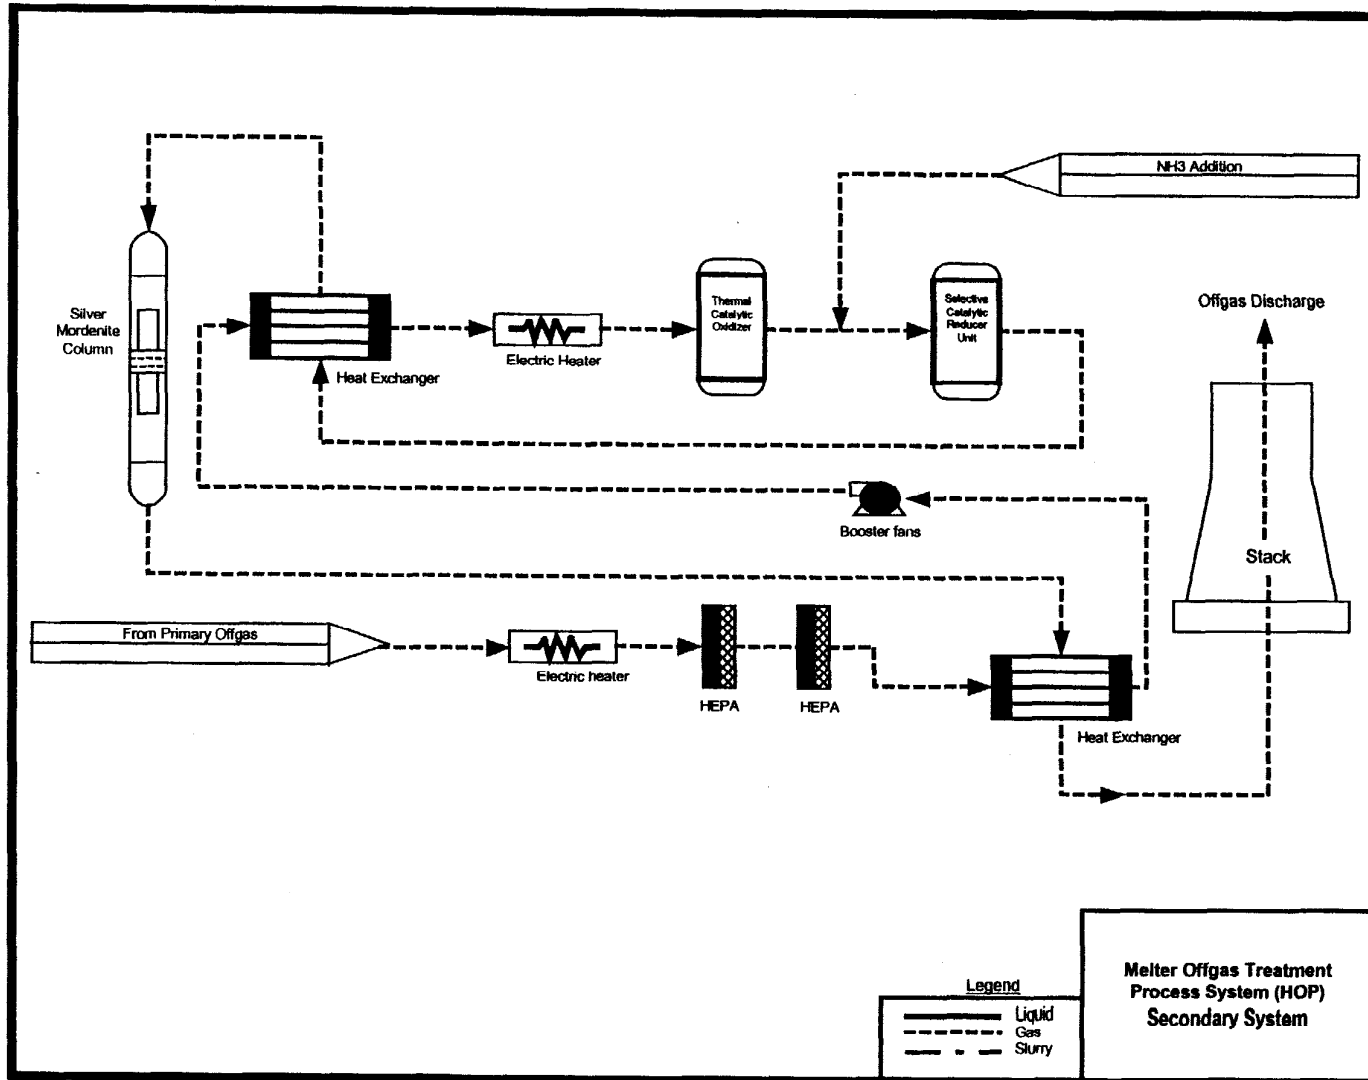 NH3 Addition
Silver
Mordenite
Column
Thermal
Catalytic
Oxidizer
Selective
Catalytic
Reducer
Unit
Offgas Discharge
Electric Heater
Heat Exchanger
Booster fans
Stack
From Primary Offgas
Electric heater
HEPA
HEPA
Heat Exchanger
Legend
Liquid
Gas
Slurry
Melter Offgas Treatment
Process System (HOP)
Secondary System